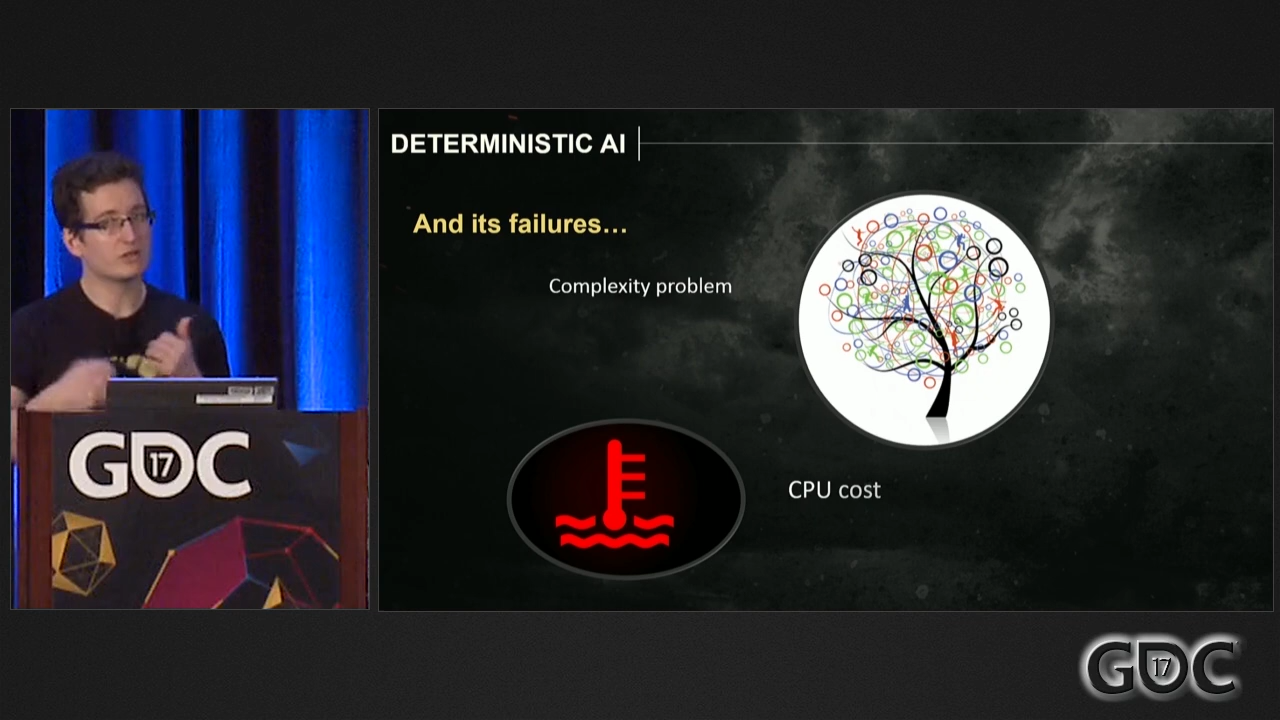 DETERMINISTIC AI
And its failures…
Complexity problem
CPU cost
GDC
17
GDC
17